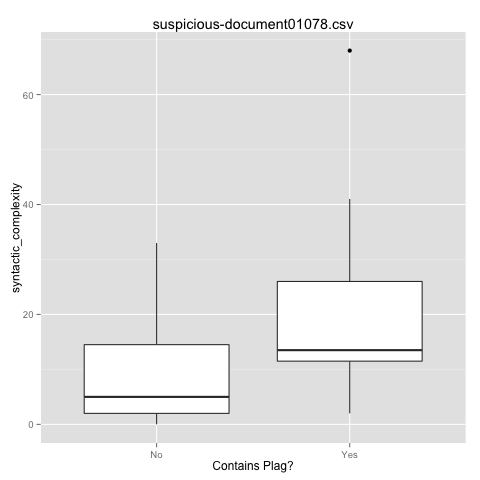 suspicious-document01078.csv
syntactic_complexity
60
40
20
0
No Yes
Contains Plag?